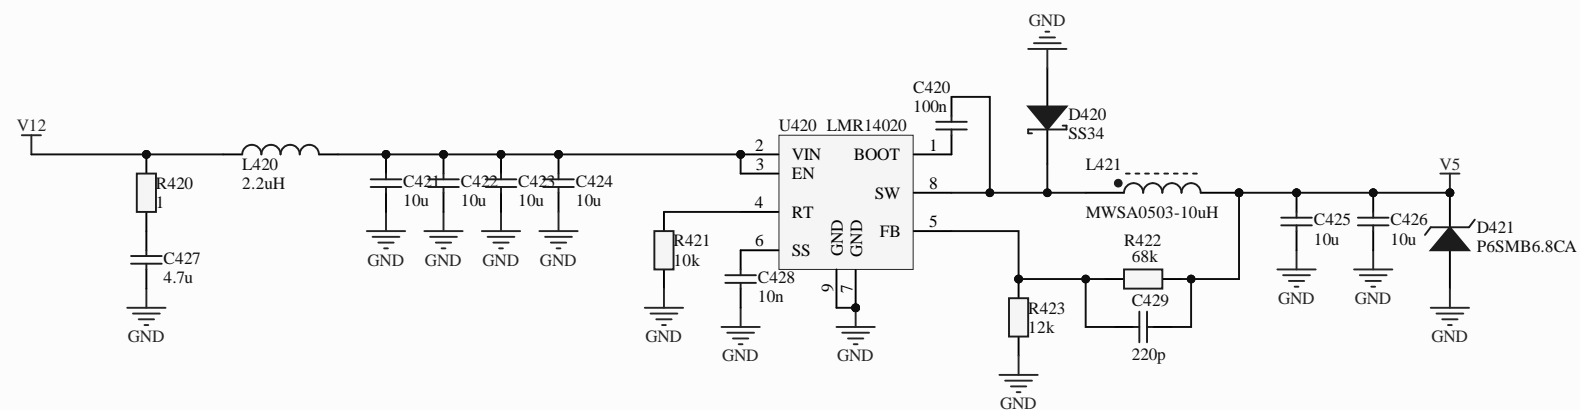 GND
V12
R420
1
C427
4.7u
GND
L420
2.2uH
C421
10u
GND
C422
10u
GND
C423
10u
GND
C424
10u
GND
R421
10k
GND
C428
10n
GND
U420 LMR14020
2 VIN
3 EN
4 RT
6 SS
BOOT 1
SW 8
FB 5
GND
GND
9
7
GND
C420
100n
D420
SS34
L421
MWSA0503-10uH
R422
68k
C429
220p
R423
12k
GND
C425
10u
GND
C426
10u
GND
V5
D421
P6SMB6.8CA
GND